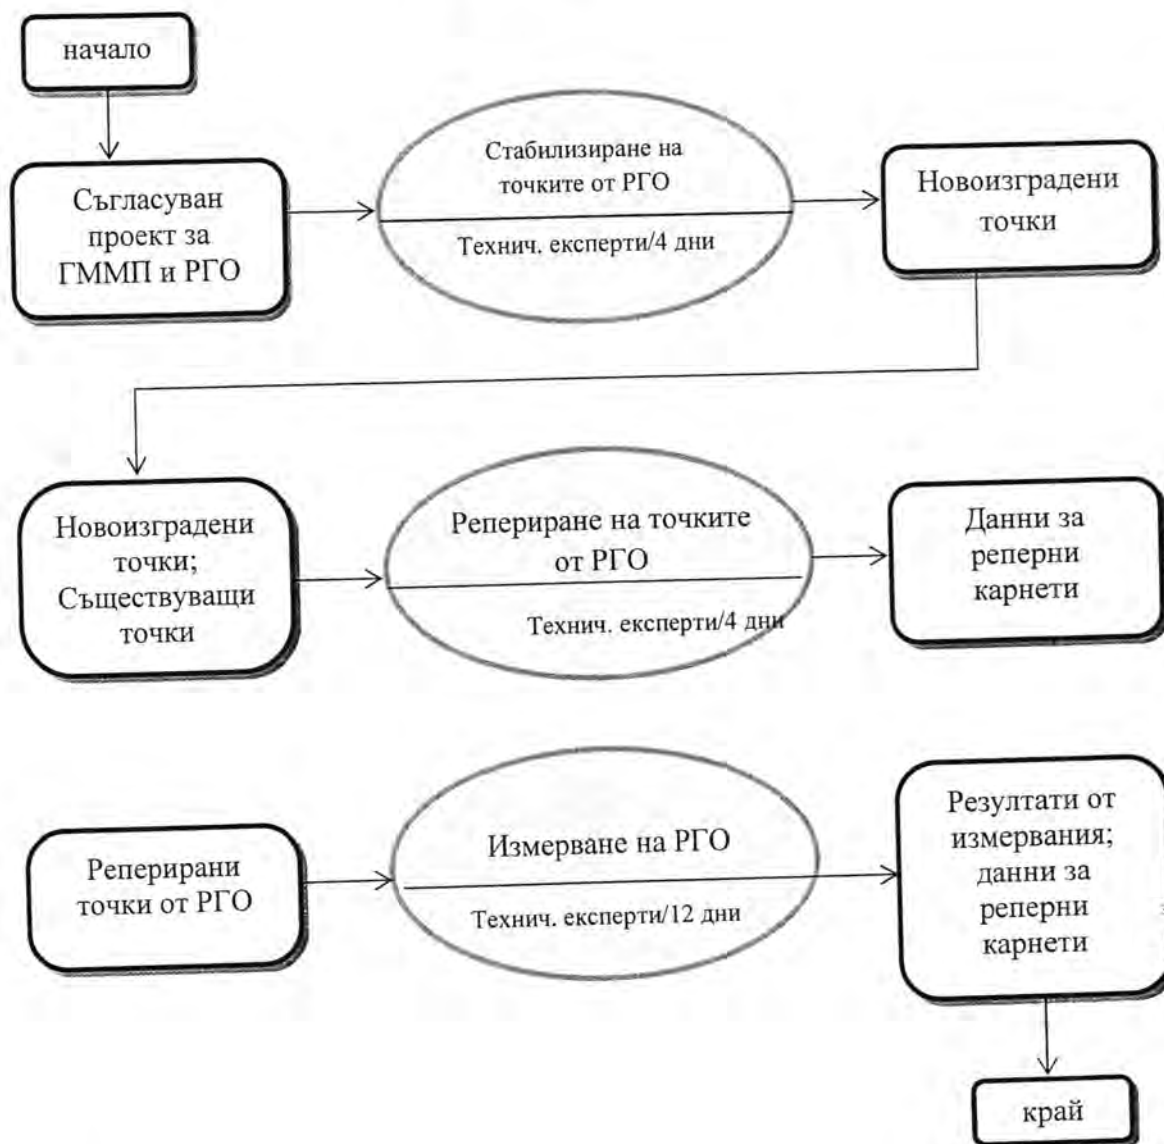 начало
Съгласуван
проект за
ГММП и РГО
Стабилизиране на
точките от РГО
Технич. експерти/4 дни
Новоизградени
точки
Новоизградени
точки;
Съществуващи
точки
Репериране на точките
от РГО
Технич. експерти/4 дни
Данни за
реперни
карнети
Реперирани
точки от РГО
Измерване на РГО
Технич. експерти/12 дни
Резултати от
измервания;
данни за
реперни
карнети
край